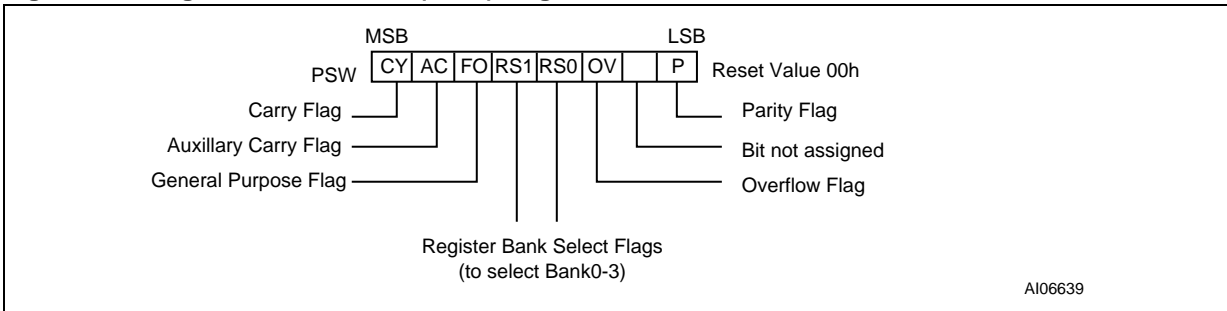 MSB LSB
PSW CY AC FO RS1 RS0 OV P Reset Value 00h
Carry Flag Parity Flag
Auxillary Carry Flag Bit not assigned
General Purpose Flag Overflow Flag
Register Bank Select Flags
(to select Bank0-3)
AI06639